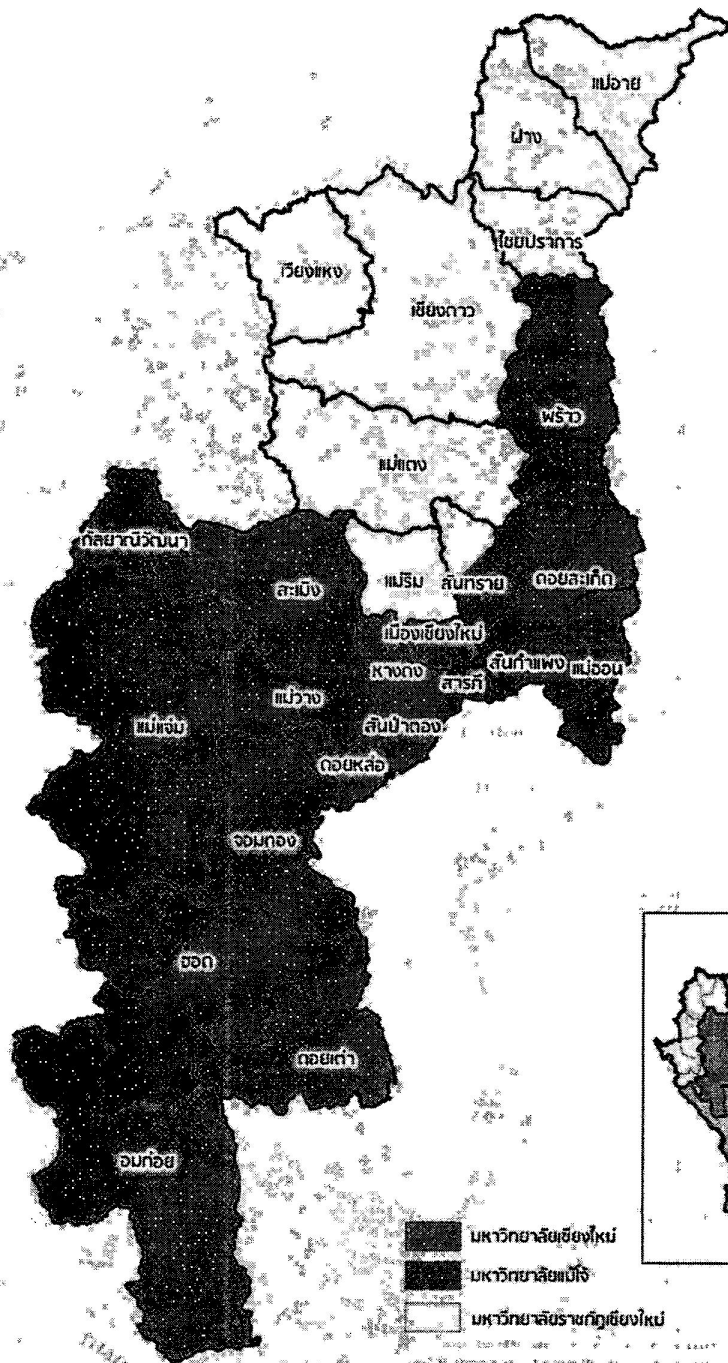 แม่อาย
ฝาง
ไชยปราการ
เวียงแหง
เชียงดาว
พร้าว
แม่แตง
กัลยาณิวัฒนา
สะเมิง
แม่ริม
สันทราย
ดอยสะเก็ด
เมืองเชียงใหม่
หางดง
สารภี
สันกำแพง
แม่ออน
แม่วาง
แม่แจ่ม
สันป่าตอง
ดอยหล่อ
จอมทอง
ฮอด
ดอยเต่า
อมก๋อย
มหาวิทยาลัยเชียงใหม่
มหาวิทยาลัยแม่โจ้
มหาวิทยาลัยราชภัฏเชียงใหม่